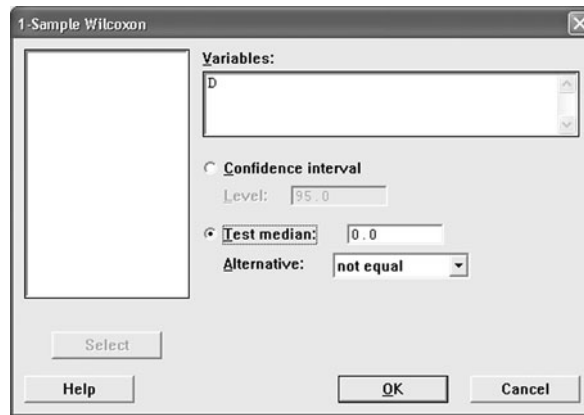 1-Sample Wilcoxon
Variables:
D
Confidence interval
Level: 95.0
Test median: 0.0
Alternative: not equal
Select
Help OK Cancel